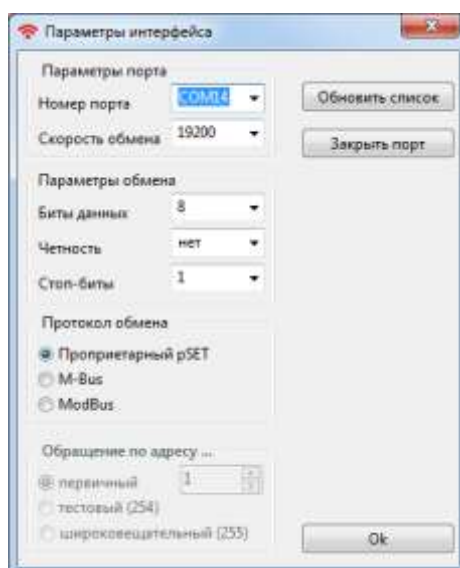 Параметры интерфейса
Параметры порта
Номер порта COM14
Обновить список
Скорость обмена 19200
Закрыть порт
Параметры обмена
Биты данных 8
Четность нет
Стоп-биты 1
Протокол обмена
Проприетарный pSET
M-Bus
ModBus
Обращение по адресу ...
первичный 1
тестовый (254)
широковещательный (255)
Ok